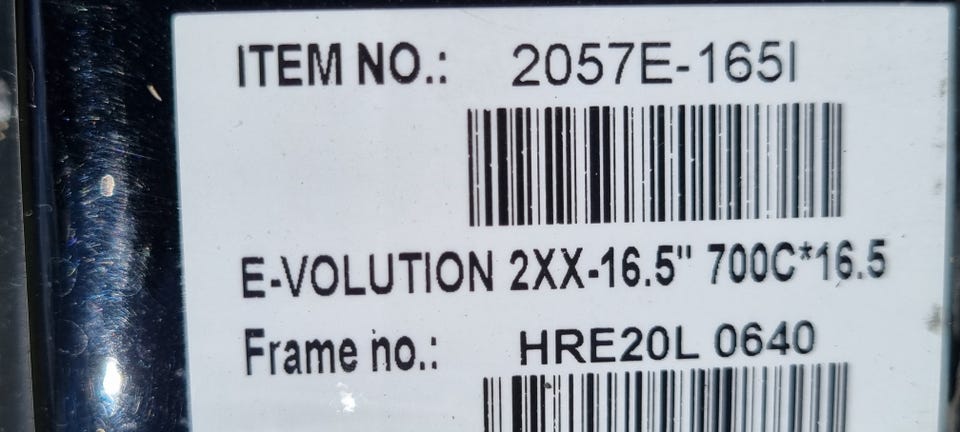 ITEM NO.: 2057E-165I
E-VOLUTION 2XX-16.5" 700C*16.5
Frame no.: HRE20L 0640